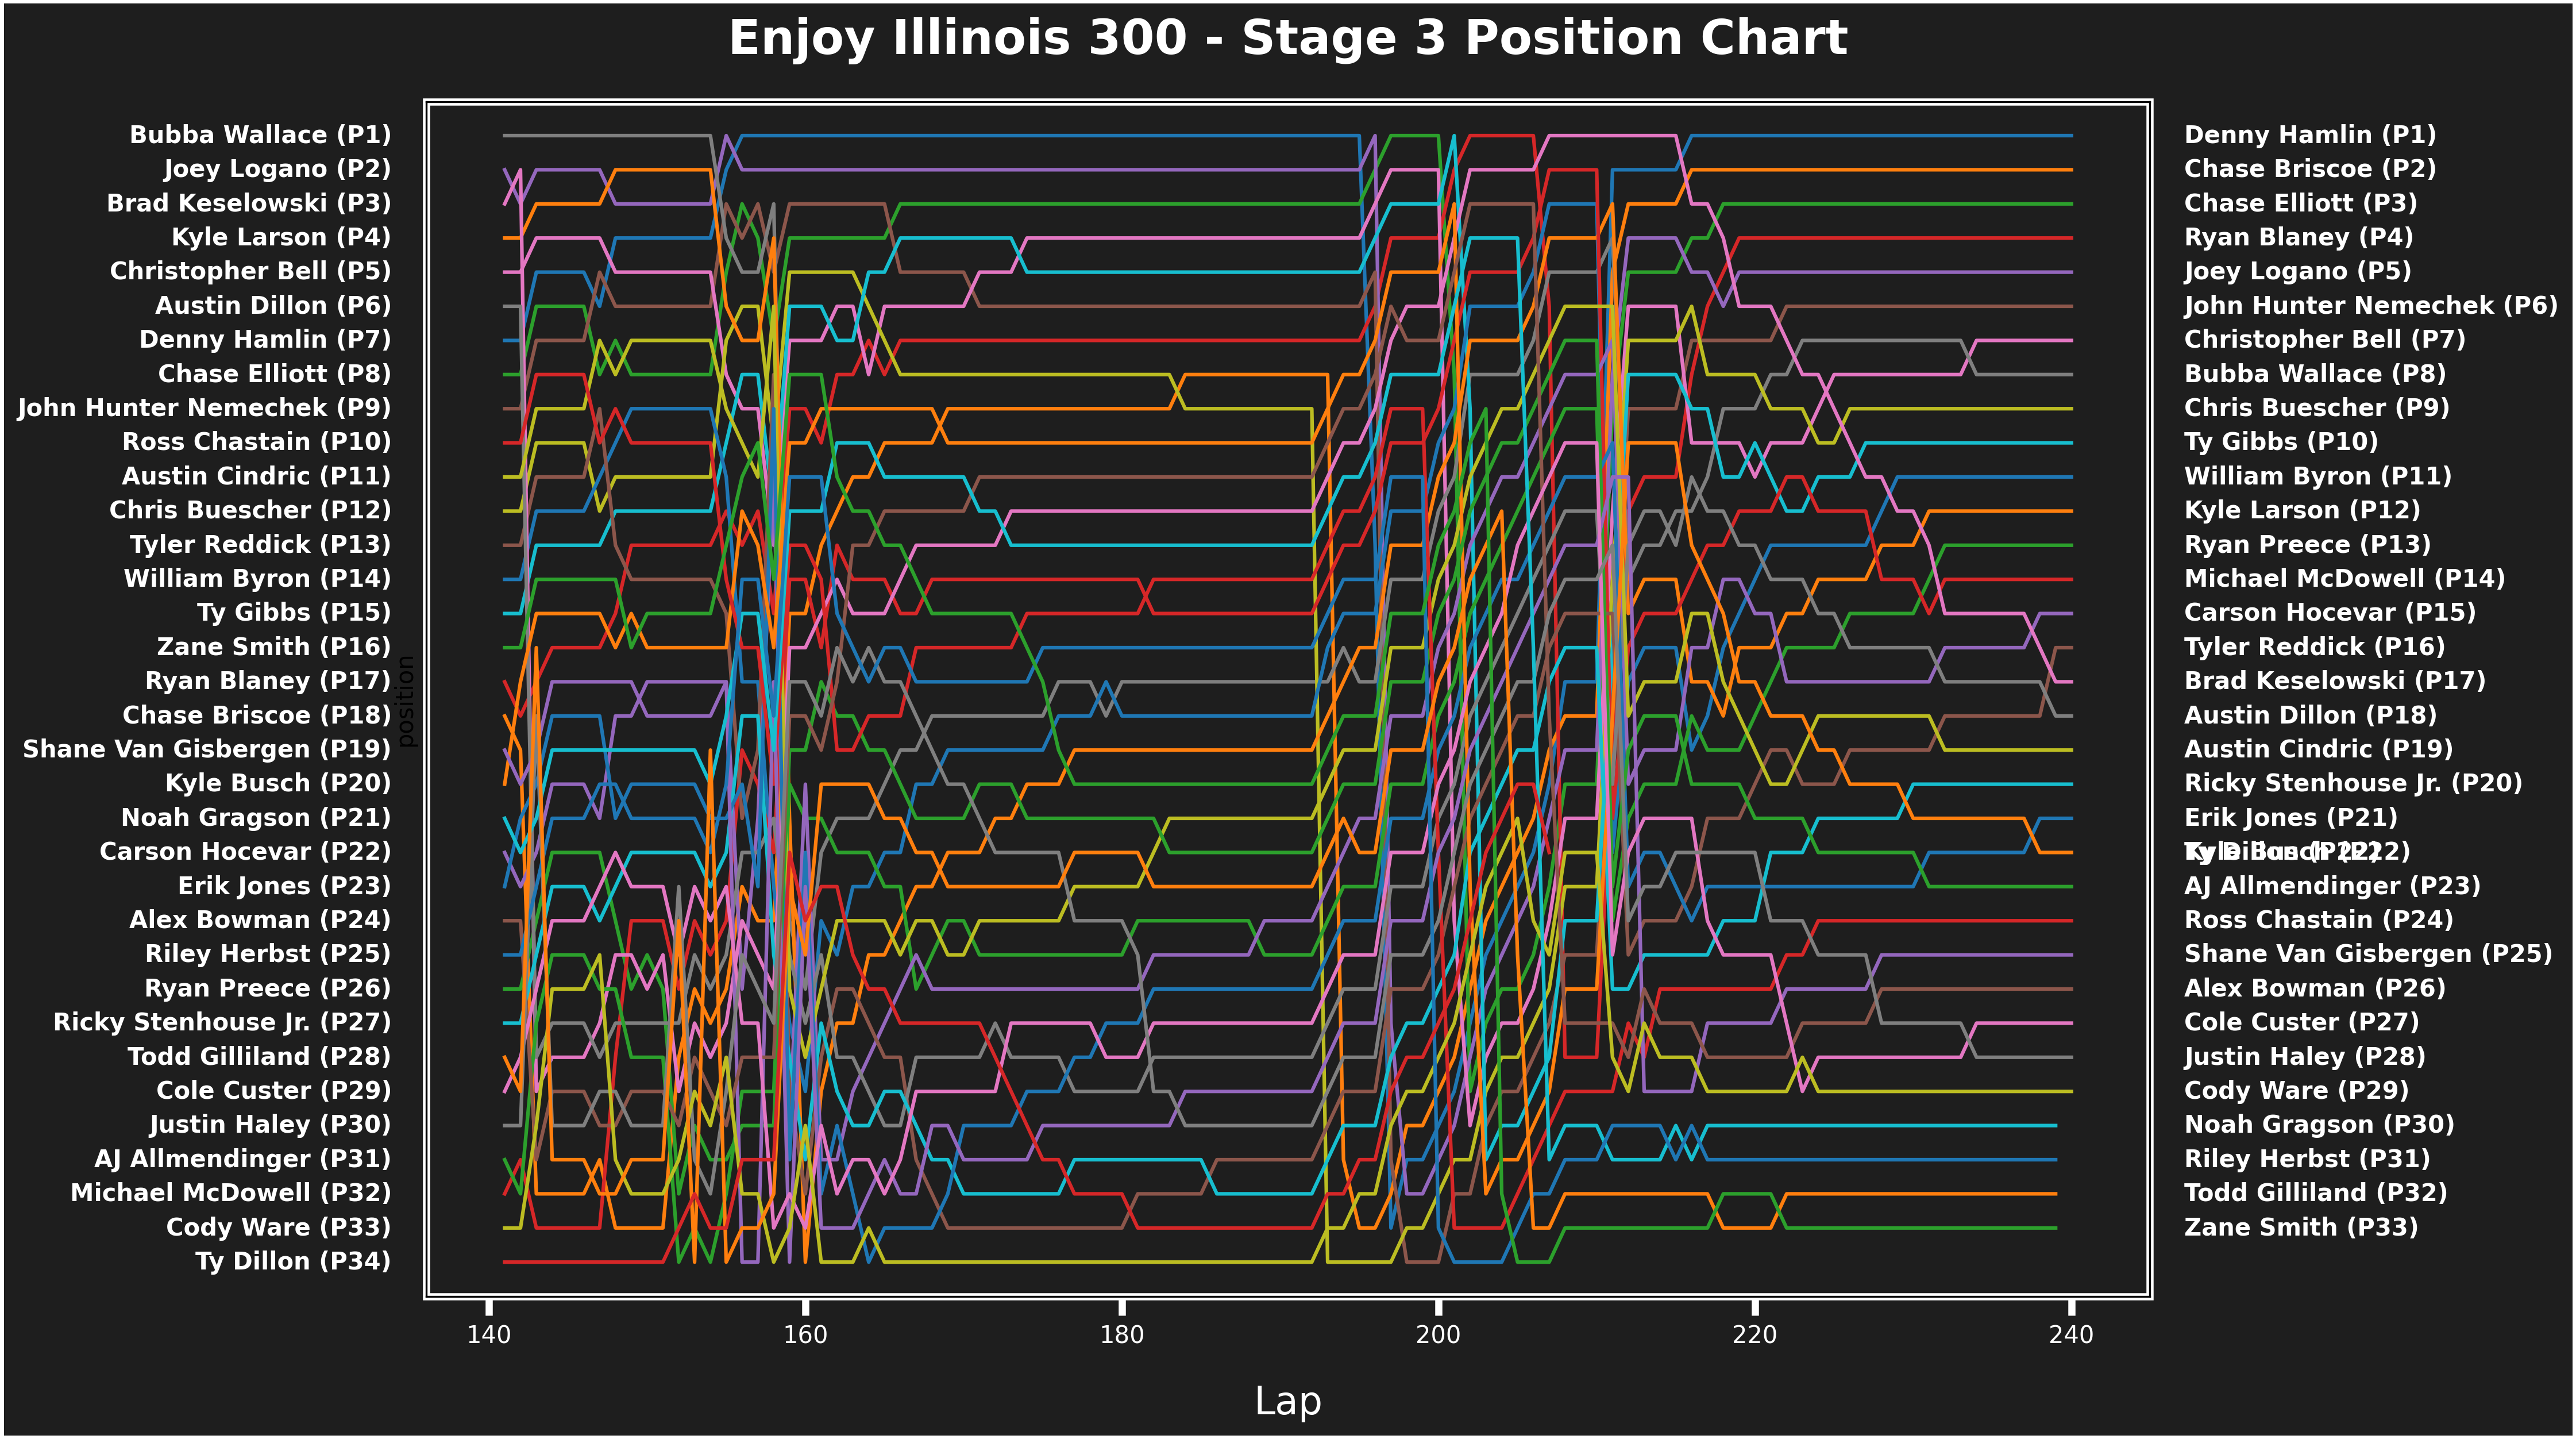 Enjoy Illinois 300 - Stage 3 Position Chart
Bubba Wallace (P1)
Joey Logano (P2)
Brad Keselowski (P3)
Kyle Larson (P4)
Christopher Bell (P5)
Austin Dillon (P6)
Denny Hamlin (P7)
Chase Elliott (P8)
John Hunter Nemechek (P9)
Ross Chastain (P10)
Austin Cindric (P11)
Chris Buescher (P12)
Tyler Reddick (P13)
William Byron (P14)
Ty Gibbs (P15)
Zane Smith (P16)
Ryan Blaney (P17)
Chase Briscoe (P18)
Shane Van Gisbergen (P19)
Kyle Busch (P20)
Noah Gragson (P21)
Carson Hocevar (P22)
Erik Jones (P23)
Alex Bowman (P24)
Riley Herbst (P25)
Ryan Preece (P26)
Ricky Stenhouse Jr. (P27)
Todd Gilliland (P28)
Cole Custer (P29)
Justin Haley (P30)
AJ Allmendinger (P31)
Michael McDowell (P32)
Cody Ware (P33)
Ty Dillon (P34)
position
Denny Hamlin (P1)
Chase Briscoe (P2)
Chase Elliott (P3)
Ryan Blaney (P4)
Joey Logano (P5)
John Hunter Nemechek (P6)
Christopher Bell (P7)
Bubba Wallace (P8)
Chris Buescher (P9)
Ty Gibbs (P10)
William Byron (P11)
Kyle Larson (P12)
Ryan Preece (P13)
Michael McDowell (P14)
Carson Hocevar (P15)
Tyler Reddick (P16)
Brad Keselowski (P17)
Austin Dillon (P18)
Austin Cindric (P19)
Ricky Stenhouse Jr. (P20)
Erik Jones (P21)
Ty Dillon (P22)
Kyle Busch (P22)
AJ Allmendinger (P23)
Ross Chastain (P24)
Shane Van Gisbergen (P25)
Alex Bowman (P26)
Cole Custer (P27)
Justin Haley (P28)
Cody Ware (P29)
Noah Gragson (P30)
Riley Herbst (P31)
Todd Gilliland (P32)
Zane Smith (P33)
140 160 180 200 220 240
Lap